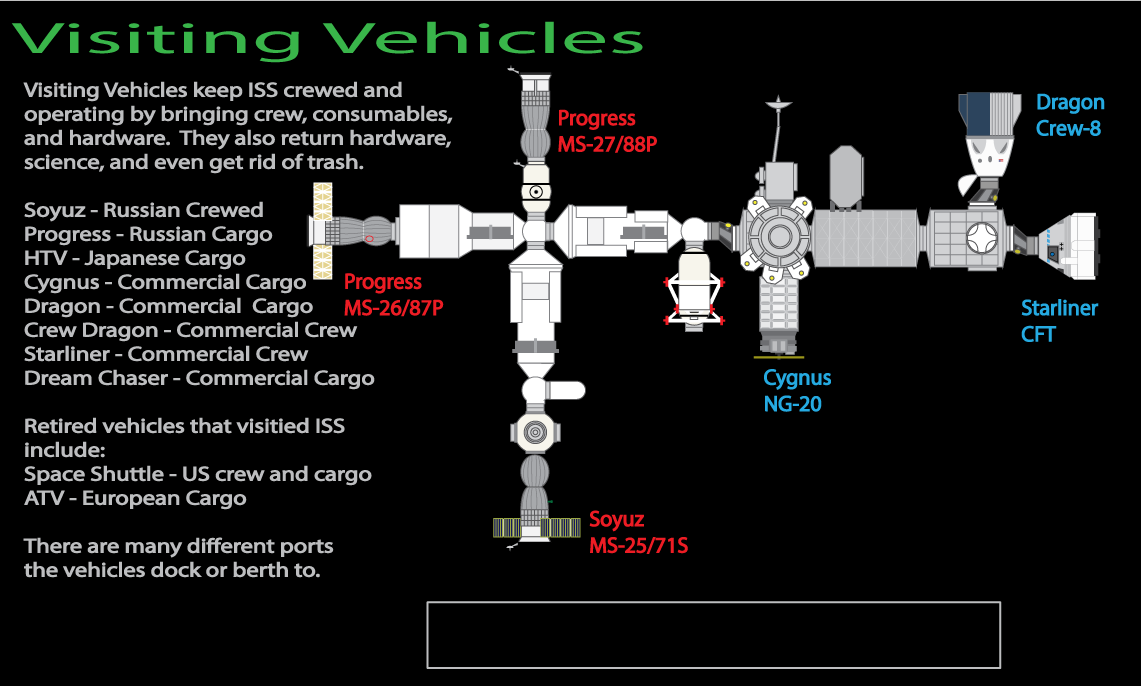 Visiting Vehicles
Visiting Vehicles keep ISS crewed and
operating by bringing crew, consumables,
and hardware.  They also return hardware,
science, and even get rid of trash.
Soyuz - Russian Crewed
Progress - Russian Cargo
HTV - Japanese Cargo
Cygnus - Commercial Cargo
Dragon - Commercial  Cargo
Crew Dragon - Commercial Crew
Starliner - Commercial Crew
Dream Chaser - Commercial Cargo
Retired vehicles that visitied ISS
include:
Space Shuttle - US crew and cargo
ATV - European Cargo
There are many different ports
the vehicles dock or berth to.
Progress
MS-27/88P
Progress
MS-26/87P
Soyuz
MS-25/71S
Cygnus
NG-20
Dragon
Crew-8
Starliner
CFT